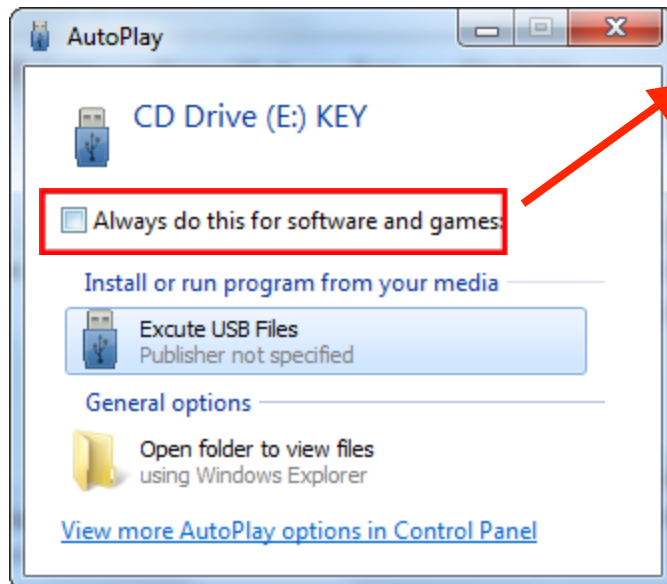 AutoPlay
CD Drive (E:) KEY
Always do this for software and games:
Install or run program from your media
Excute USB Files
Publisher not specified
General options
Open folder to view files
using Windows Explorer
View more AutoPlay options in Control Panel